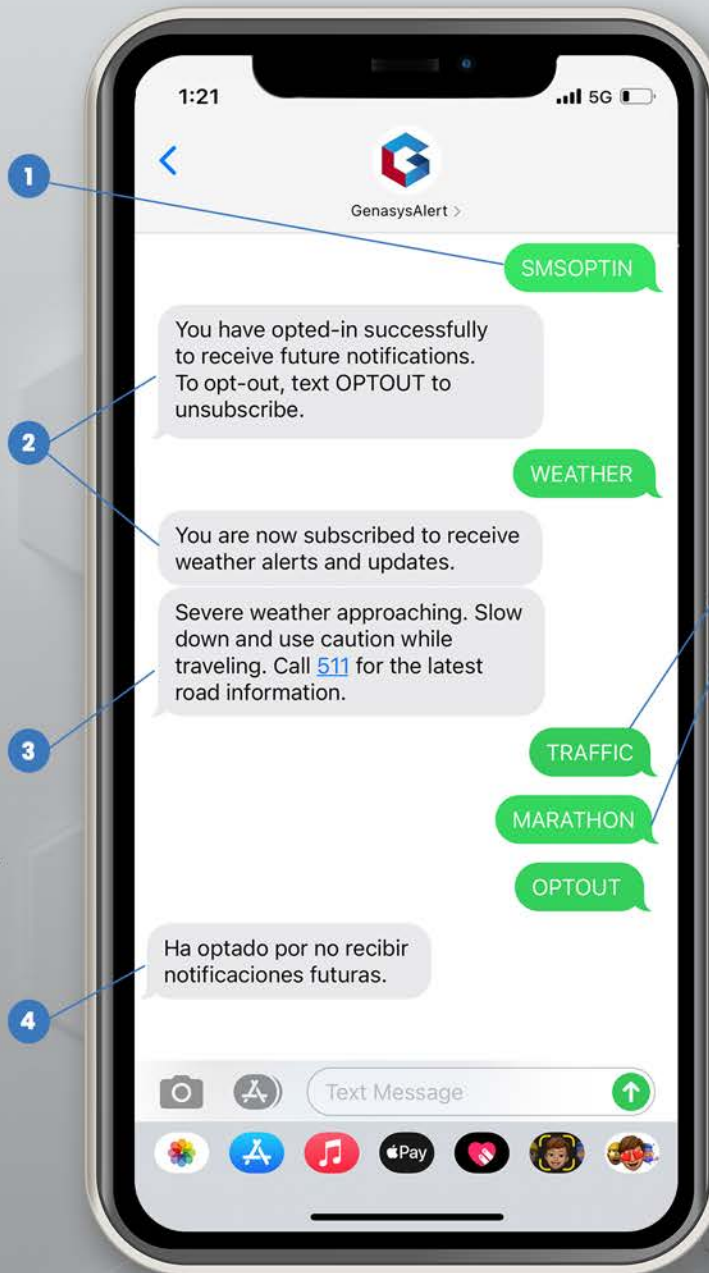 1:21
5G
GenasysAlert >
1
SMSOPTIN
You have opted-in successfully
to receive future notifications.
To opt-out, text OPTOUT to
unsubscribe.
2
WEATHER
You are now subscribed to receive
weather alerts and updates.
Severe weather approaching. Slow
down and use caution while
traveling. Call 511 for the latest
road information.
3
TRAFFIC
MARATHON
OPTOUT
Ha optado por no recibir
notificaciones futuras.
4
Text Message
Pay